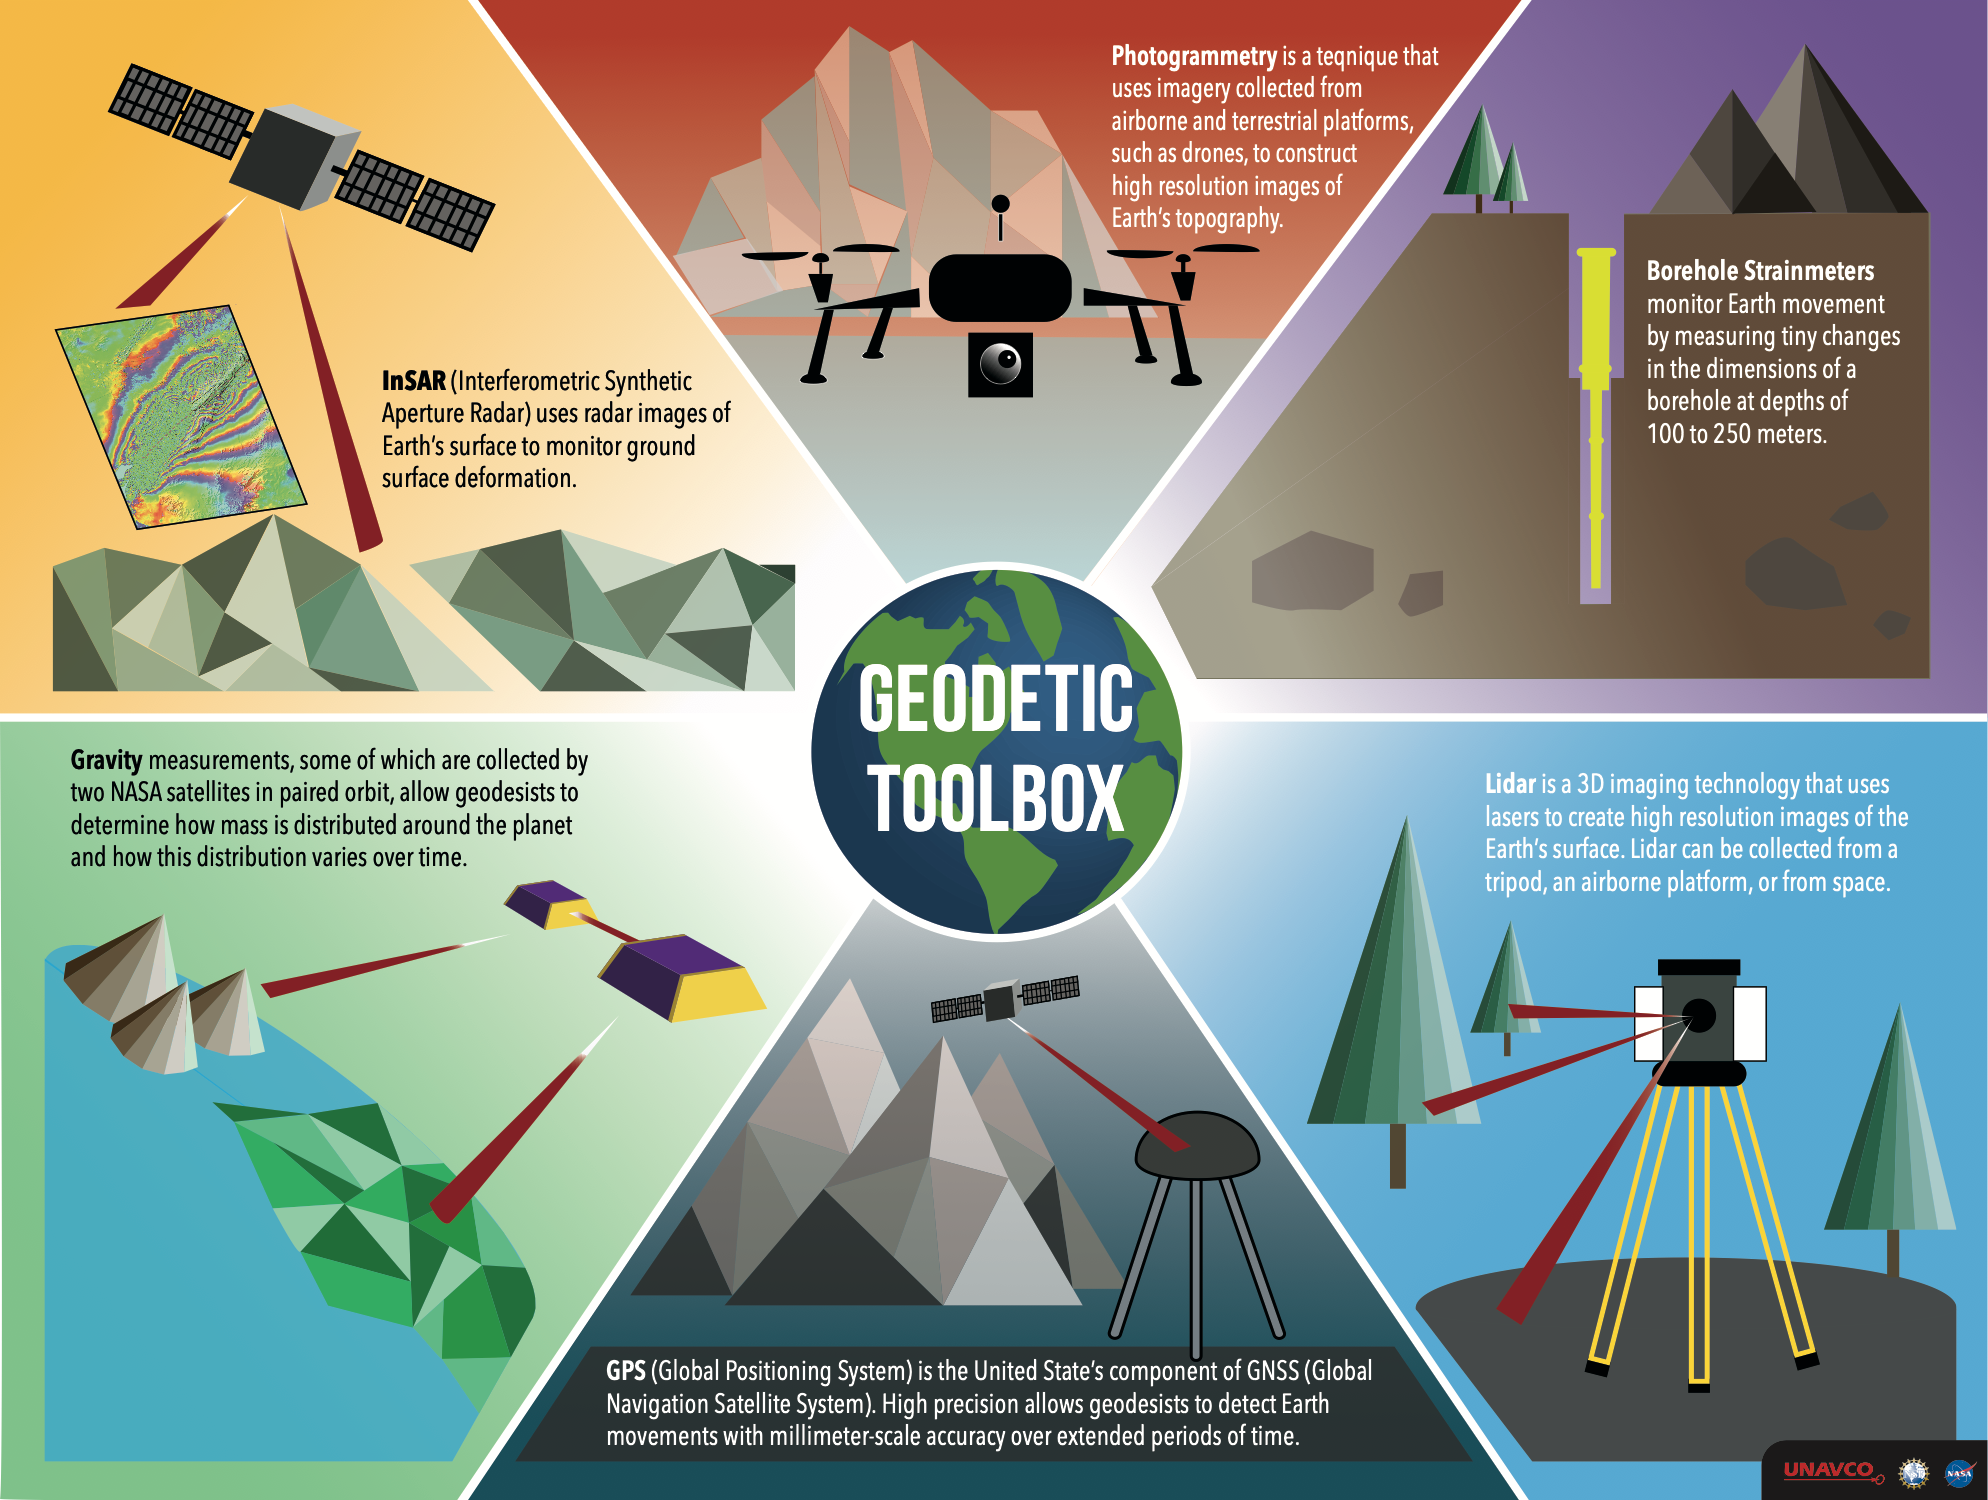 Photogrammetry is a teqnique that
uses imagery collected from
airborne and terrestrial platforms,
such as drones, to construct
high resolution images of
Earth's topography.
InSAR (Interferometric Synthetic
Aperture Radar) uses radar images of
Earth's surface to monitor ground
surface deformation.
Borehole Strainmeters
monitor Earth movement
by measuring tiny changes
in the dimensions of a
borehole at depths of
100 to 250 meters.
GEODETIC
TOOLBOX
Gravity measurements, some of which are collected by
two NASA satellites in paired orbit, allow geodesists to
determine how mass is distributed around the planet
and how this distribution varies over time.
Lidar is a 3D imaging technology that uses
lasers to create high resolution images of the
Earth's surface. Lidar can be collected from a
tripod, an airborne platform, or from space.
GPS (Global Positioning System) is the United State's component of GNSS (Global
Navigation Satellite System). High precision allows geodesists to detect Earth
movements with millimeter-scale accuracy over extended periods of time.
UNAVCO
NASA